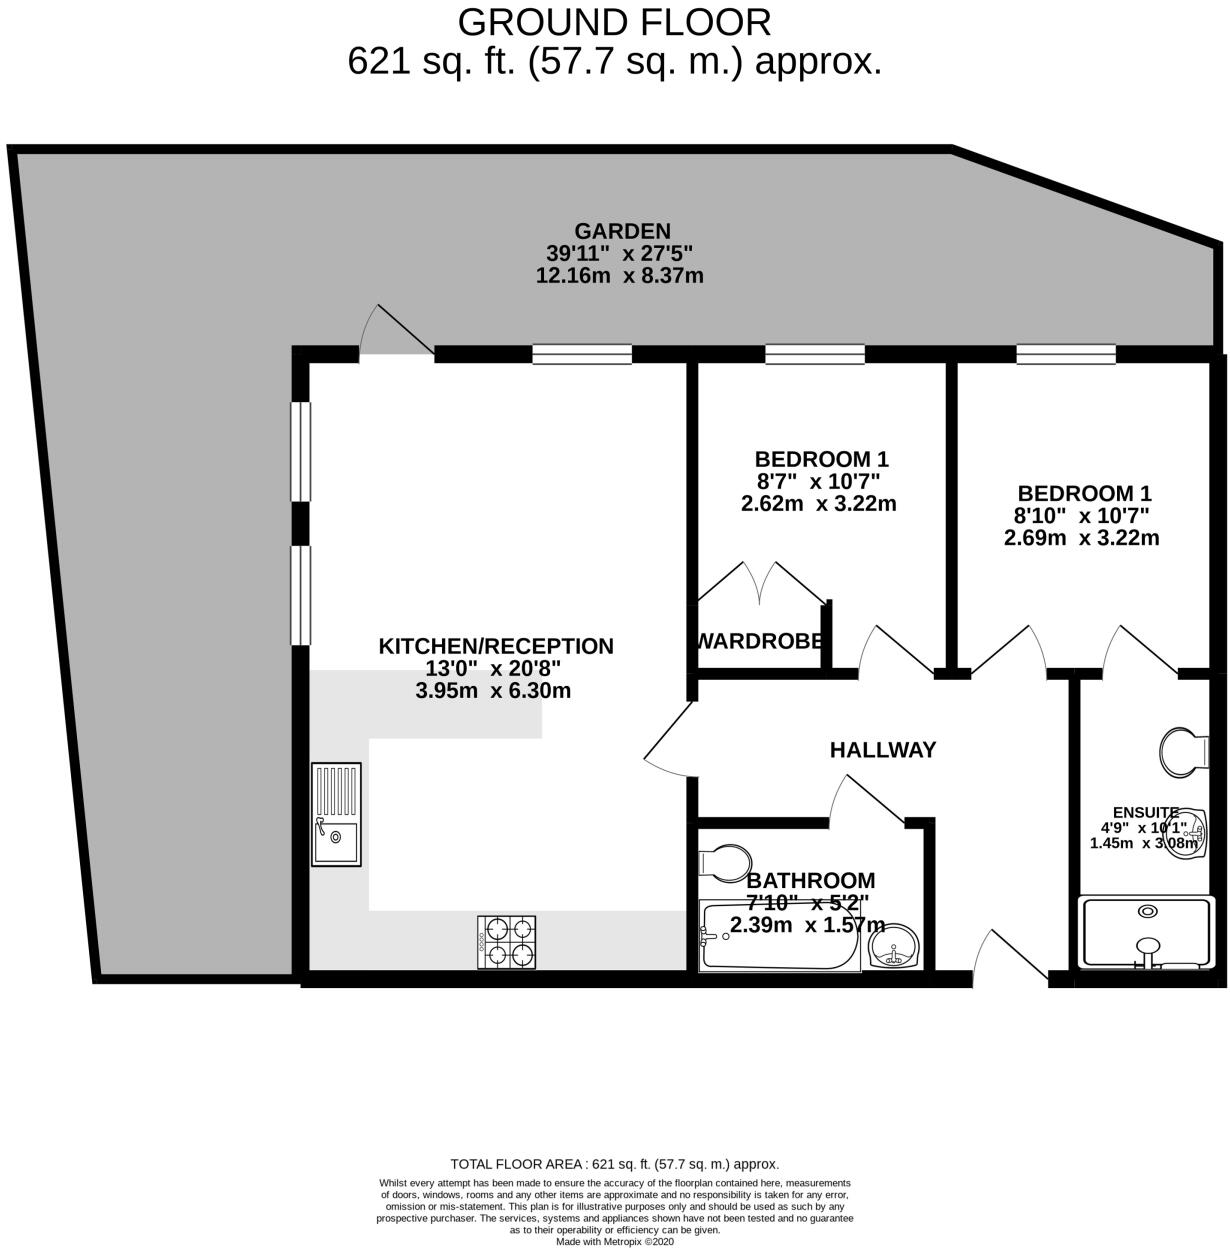 GROUND FLOOR
621 sq. ft. (57.7 sq. m.) approx.
GARDEN
39'11" x 27'5"
12.16m x 8.37m
BEDROOM 1
8'7" x 10'7"
2.62m x 3.22m
BEDROOM 1
8'10" x 10'7"
2.69m x 3.22m
WARDROBE
KITCHEN/RECEPTION
13'0" x 20'8"
3.95m x 6.30m
HALLWAY
ENSUITE
4'9" x 10'1"
1.45m x 3.08m
BATHROOM
7'10" x 5'2"
2.39m x 1.57m
TOTAL FLOOR AREA : 621 sq. ft. (57.7 sq. m.) approx.
Whilst every attempt has been made to ensure the accuracy of the floorplan contained here, measurements
of doors, windows, rooms and any other items are approximate and no responsibility is taken for any error,
omission or mis-statement. This plan is for illustrative purposes only and should be used as such by any
prospective purchaser. The services, systems and appliances shown have not been tested and no guarantee
as to their operability or efficiency can be given.
Made with Metropix ©2020